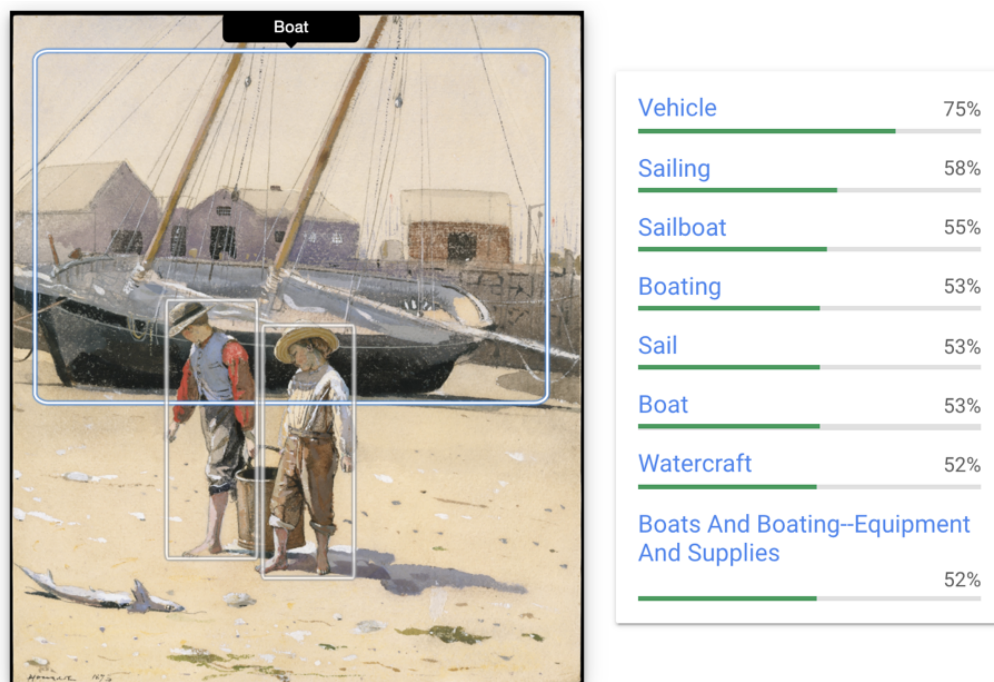 Boat
Vehicle 75%
Sailing 58%
Sailboat 55%
Boating 53%
Sail 53%
Boat 53%
Watercraft 52%
Boats And Boating--Equipment
And Supplies
52%